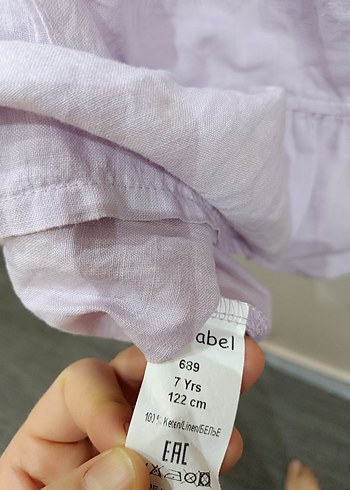 abel
689
7 Yrs
122 cm
100% Keten/Linen/БЕЛЬЕ
EAC